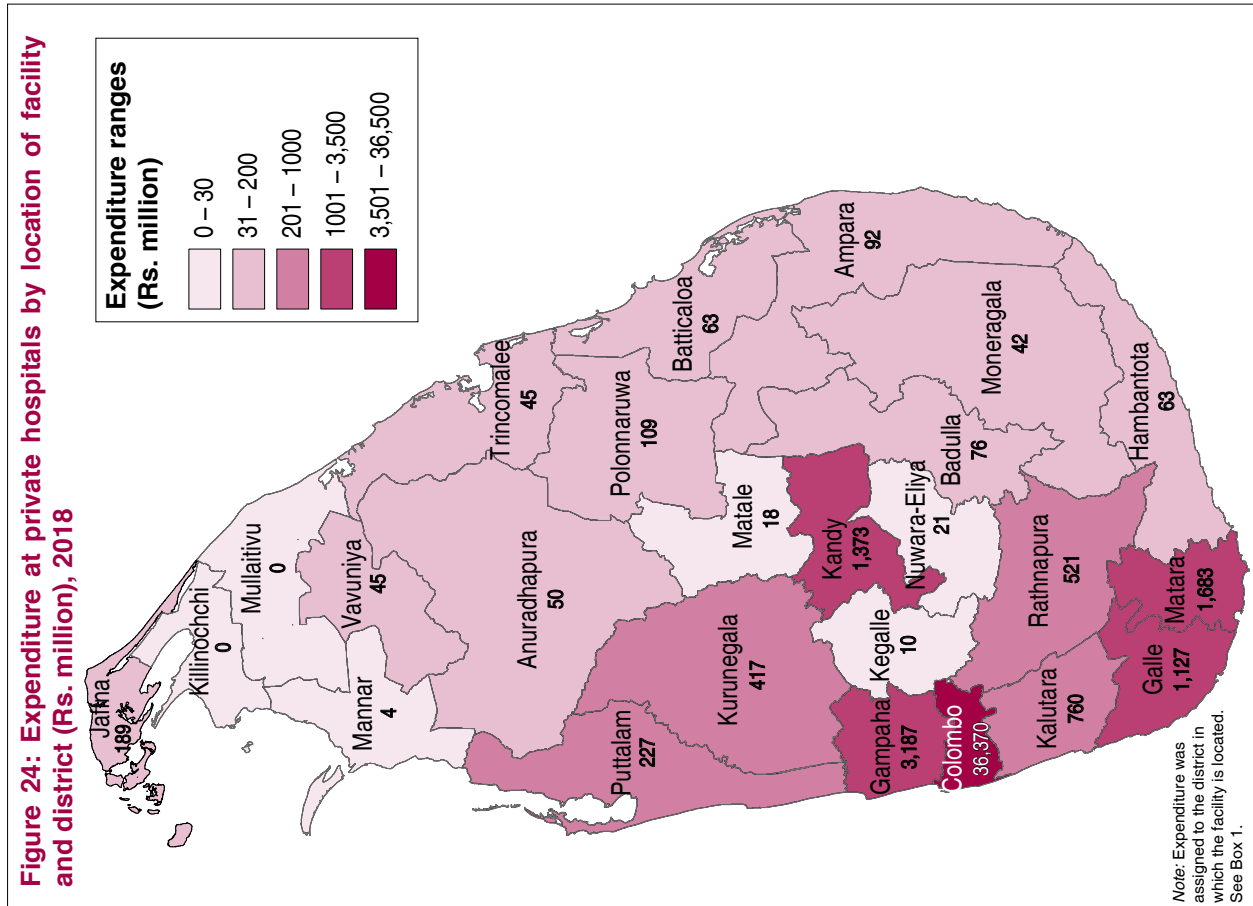 Figure 24: Expenditure at private hospitals by location of facility
and district (Rs. million), 2018
Expenditure ranges
(Rs. million)
0 – 30
31 – 200
201 – 1000
1001 – 3,500
3,501 – 36,500
Jaffna
189
Killinochchi
0
Mullaitivu
0
Mannar
4
Vavuniya
45
Trincomalee
45
Anuradhapura
50
Polonnaruwa
109
Puttalam
227
Kurunegala
417
Matale
18
Batticaloa
63
Ampara
92
Kandy
1,373
Gampaha
3,187
Kegalle
10
Nuwara-Eliya
21
Badulla
76
Moneragala
42
Colombo
36,370
Kalutara
760
Rathnapura
521
Hambantota
63
Galle
1,127
Matara
1,683
Note: Expenditure was
assigned to the district in
which the facility is located.
See Box 1.